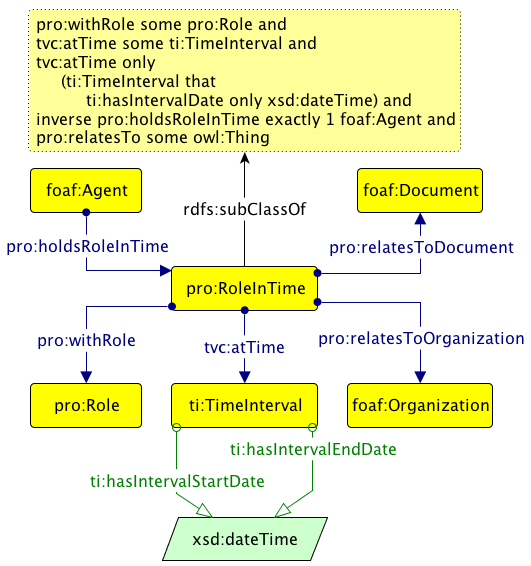 pro:withRole some pro:Role and
tvc:atTime some ti:TimeInterval and
tvc:atTime only
(ti:TimeInterval that
ti:hasIntervalDate only xsd:dateTime) and
inverse pro:holdsRoleInTime exactly 1 foaf:Agent and
pro:relatesTo some owl:Thing
foaf:Agent
rdfs:subClassOf
foaf:Document
pro:holdsRoleInTime
pro:relatesToDocument
pro:RoleInTime
pro:withRole
tvc:atTime
pro:relatesToOrganization
pro:Role
ti:TimeInterval
foaf:Organization
ti:hasIntervalEndDate
ti:hasIntervalStartDate
xsd:dateTime